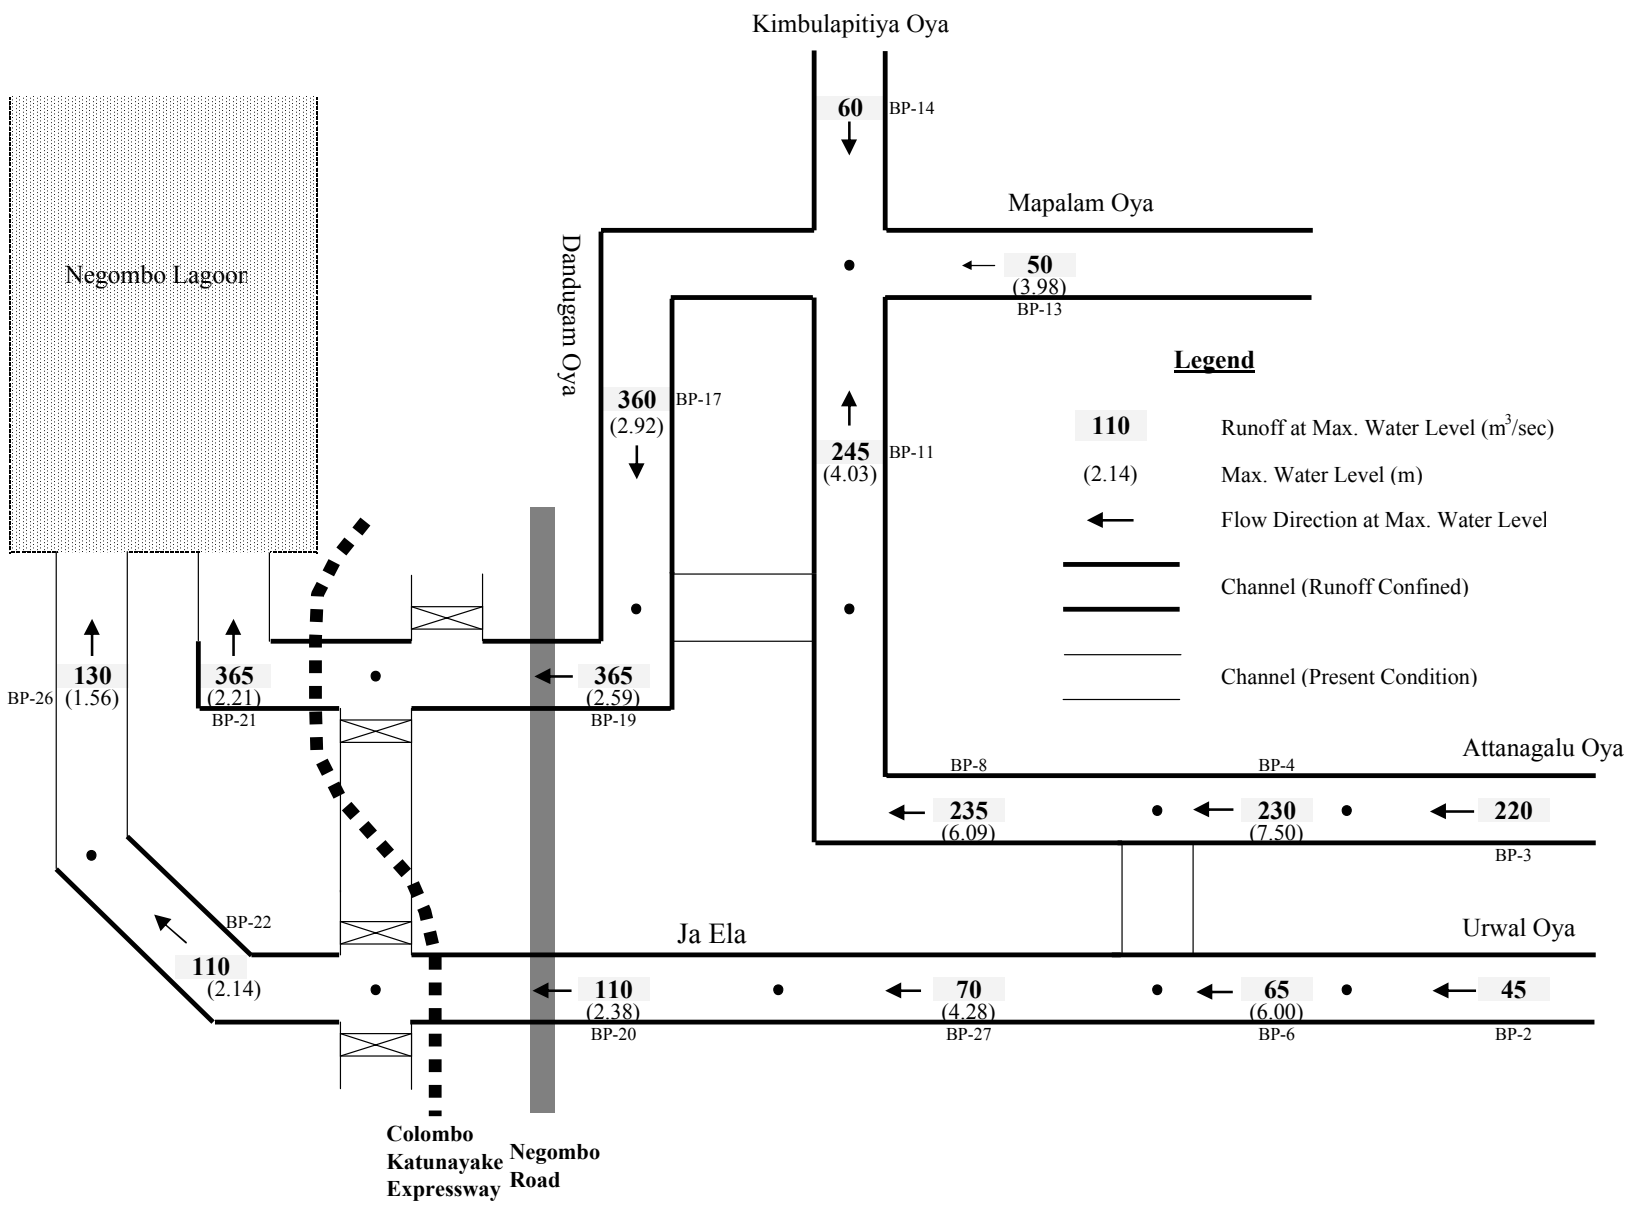 Kimbulapitiya Oya
60
BP-14
Mapalam Oya
50
(3.98)
BP-13
Negombo Lagoon
Dandugam Oya
Legend
110
Runoff at Max. Water Level (m³/sec)
(2.14)
Max. Water Level (m)
Flow Direction at Max. Water Level
Channel (Runoff Confined)
Channel (Present Condition)
360
(2.92)
BP-17
245
(4.03)
BP-11
BP-26
130
(1.56)
365
(2.21)
BP-21
365
(2.59)
BP-19
Attanagalu Oya
BP-8
235
(6.09)
BP-4
230
(7.50)
220
BP-3
Urwal Oya
Ja Ela
BP-22
110
(2.14)
110
(2.38)
BP-20
70
(4.28)
BP-27
65
(6.00)
BP-6
45
BP-2
Colombo
Katunayake
Expressway
Negombo
Road